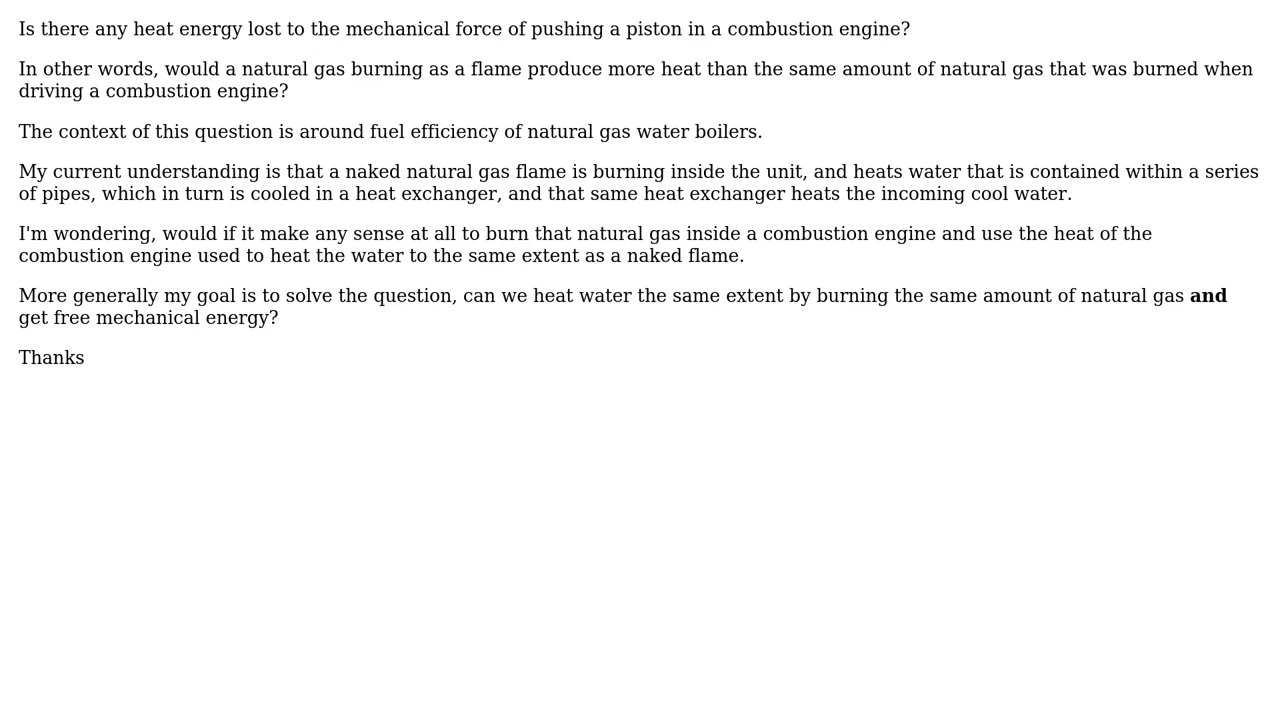 Is there any heat energy lost to the mechanical force of pushing a piston in a combustion engine?
In other words, would a natural gas burning as a flame produce more heat than the same amount of natural gas that was burned when
driving a combustion engine?
The context of this question is around fuel efficiency of natural gas water boilers.
My current understanding is that a naked natural gas flame is burning inside the unit, and heats water that is contained within a series
of pipes, which in turn is cooled in a heat exchanger, and that same heat exchanger heats the incoming cool water.
I'm wondering, would if it make any sense at all to burn that natural gas inside a combustion engine and use the heat of the
combustion engine used to heat the water to the same extent as a naked flame.
More generally my goal is to solve the question, can we heat water the same extent by burning the same amount of natural gas and
get free mechanical energy?
Thanks